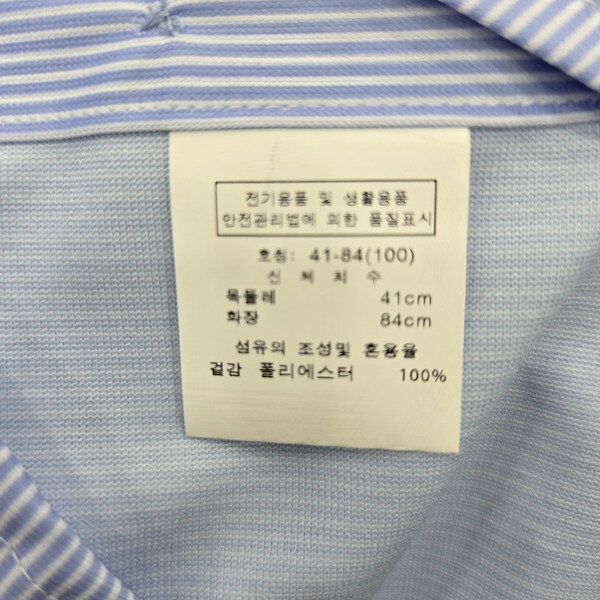 전기용품 및 생활용품
안전관리법에 의한 품질표시
호칭: 41-84(100)
신 체 치 수
목둘레 41cm
화장 84cm
섬유의 조성및 혼용율
겉감 폴리에스터 100%